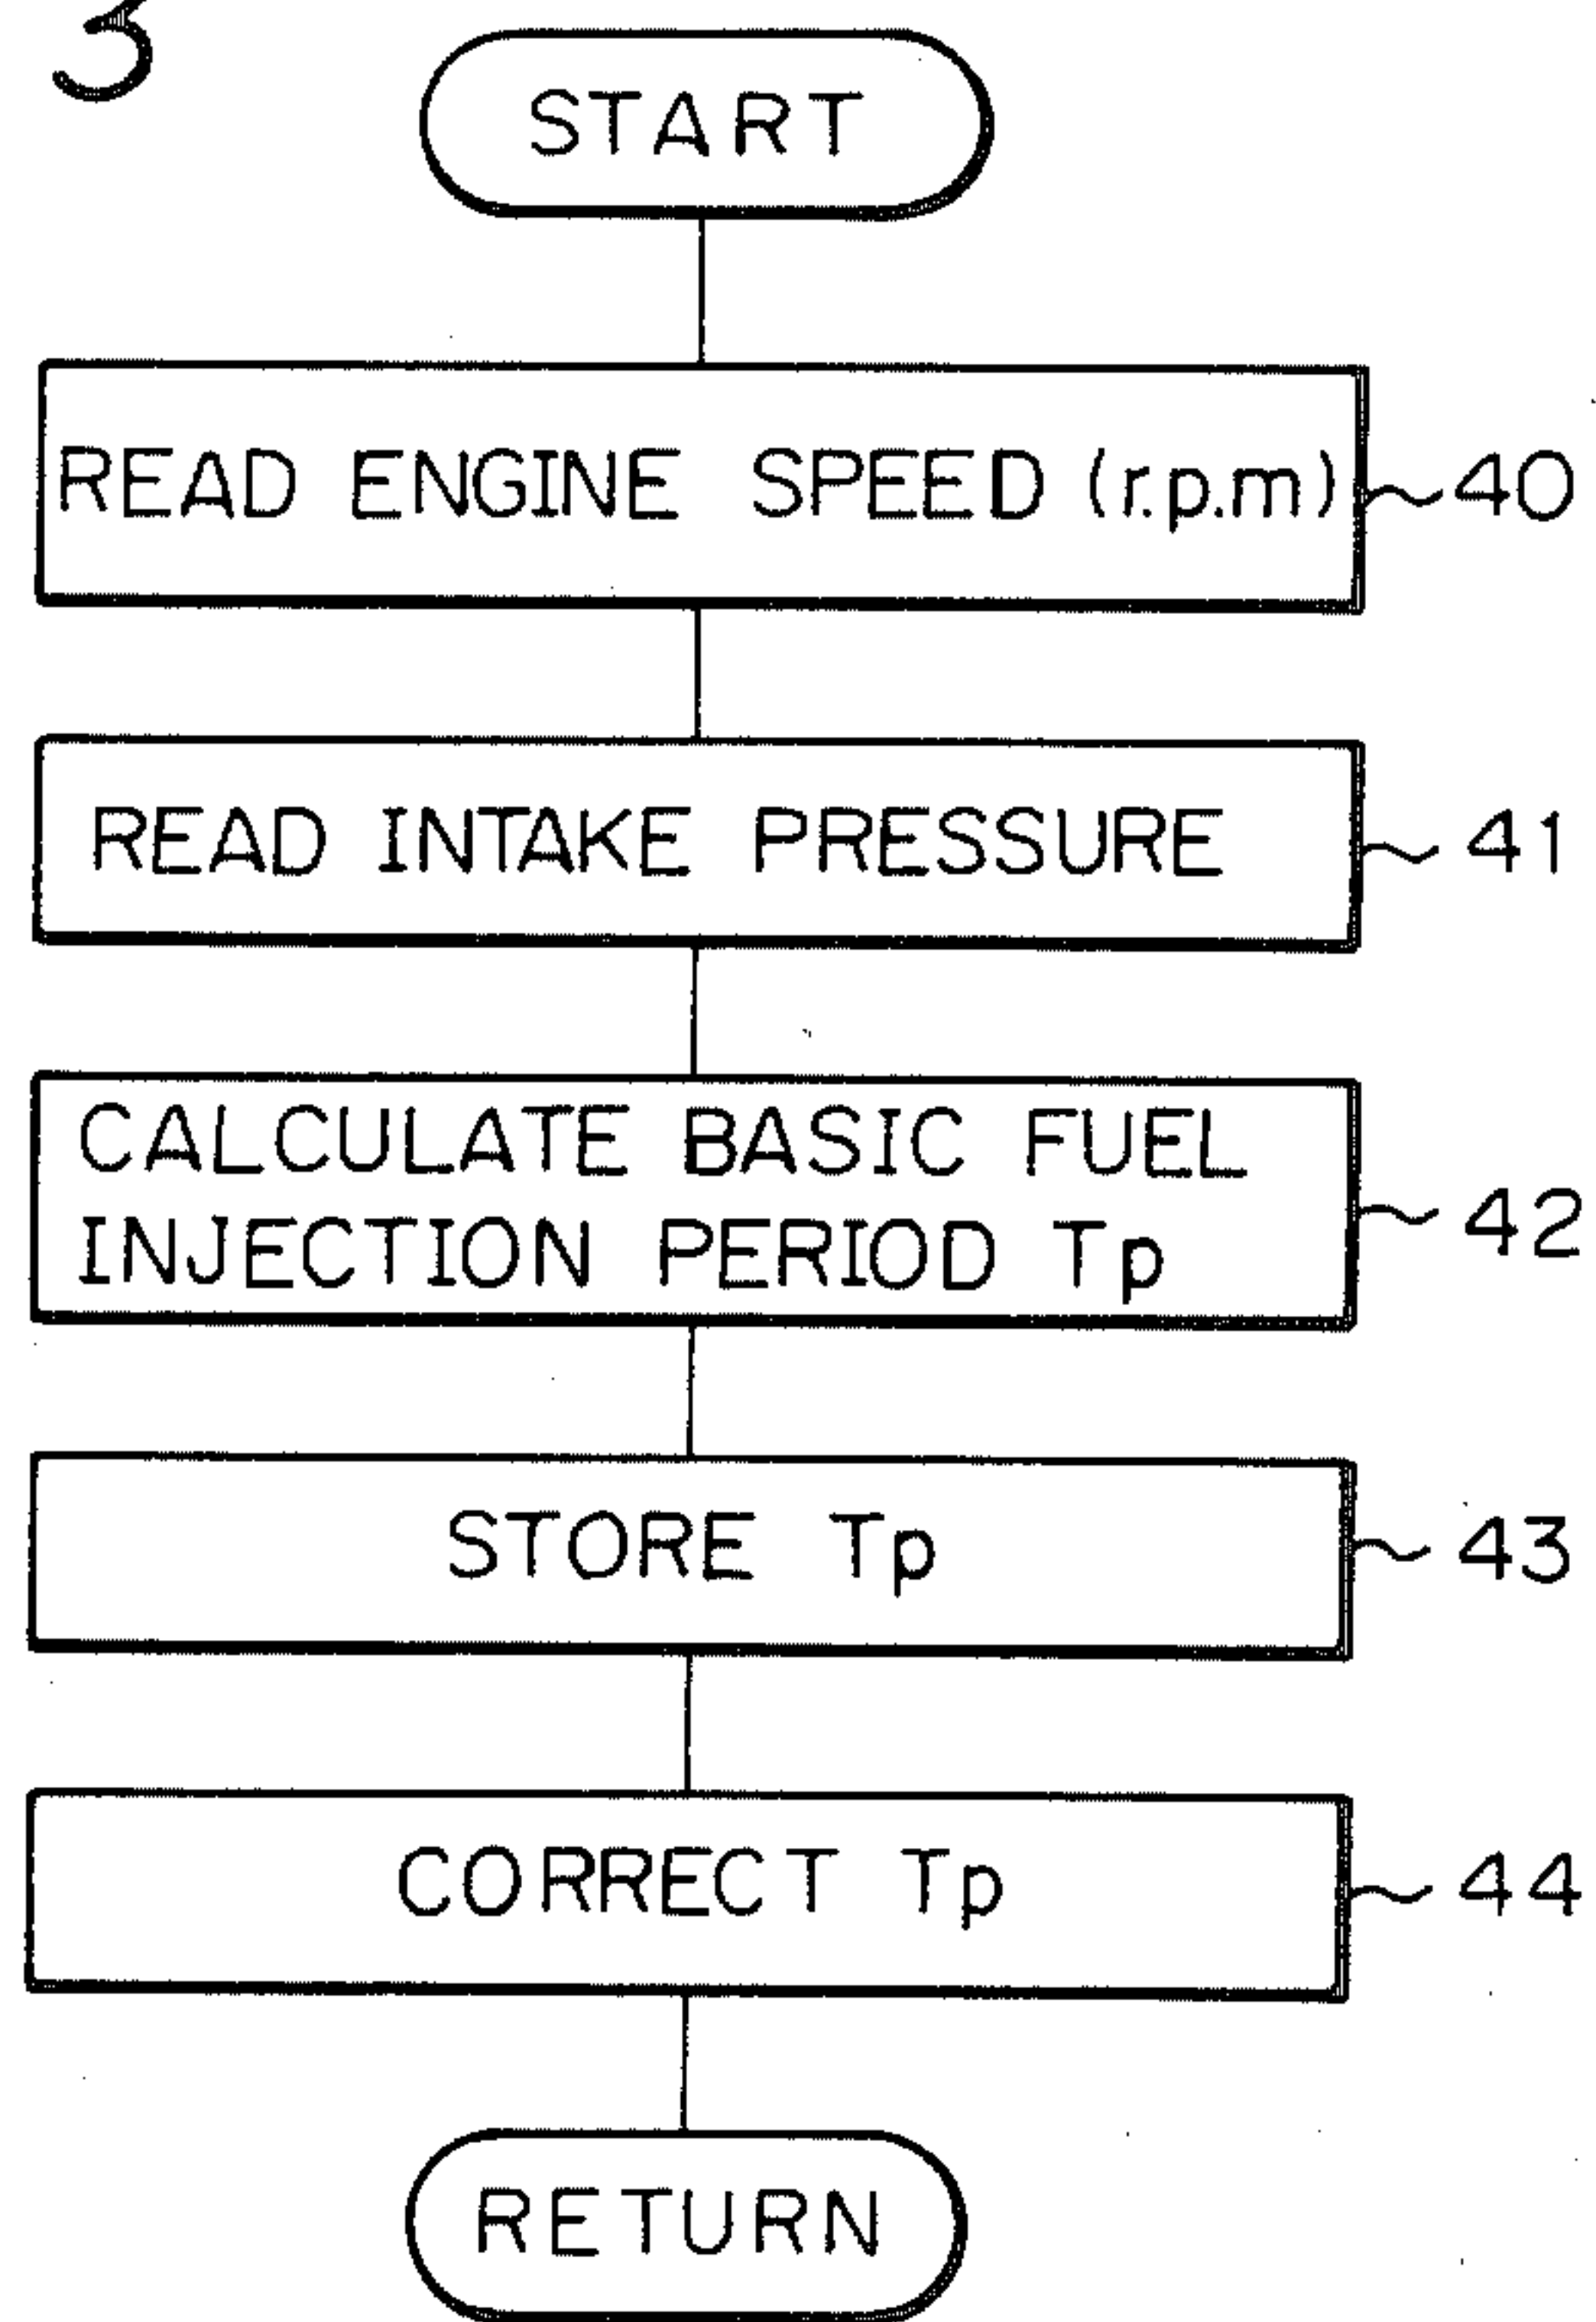 3
START
READ ENGINE SPEED (r.p.m)
40
READ INTAKE PRESSURE
41
CALCULATE BASIC FUEL
INJECTION PERIOD Tp
42
STORE Tp
43
CORRECT Tp
44
RETURN